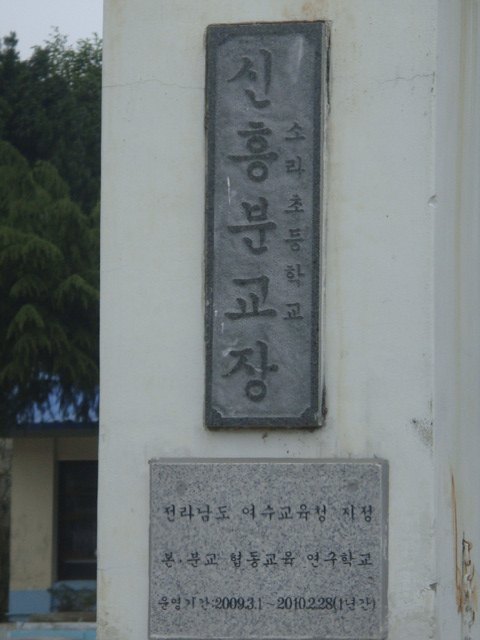 소라초등학교
신흥분교장
전라남도 여수교육청 지정
본·분교 협동교육 연구학교
운영기간:2009.3.1~2010.2.28(1년간)